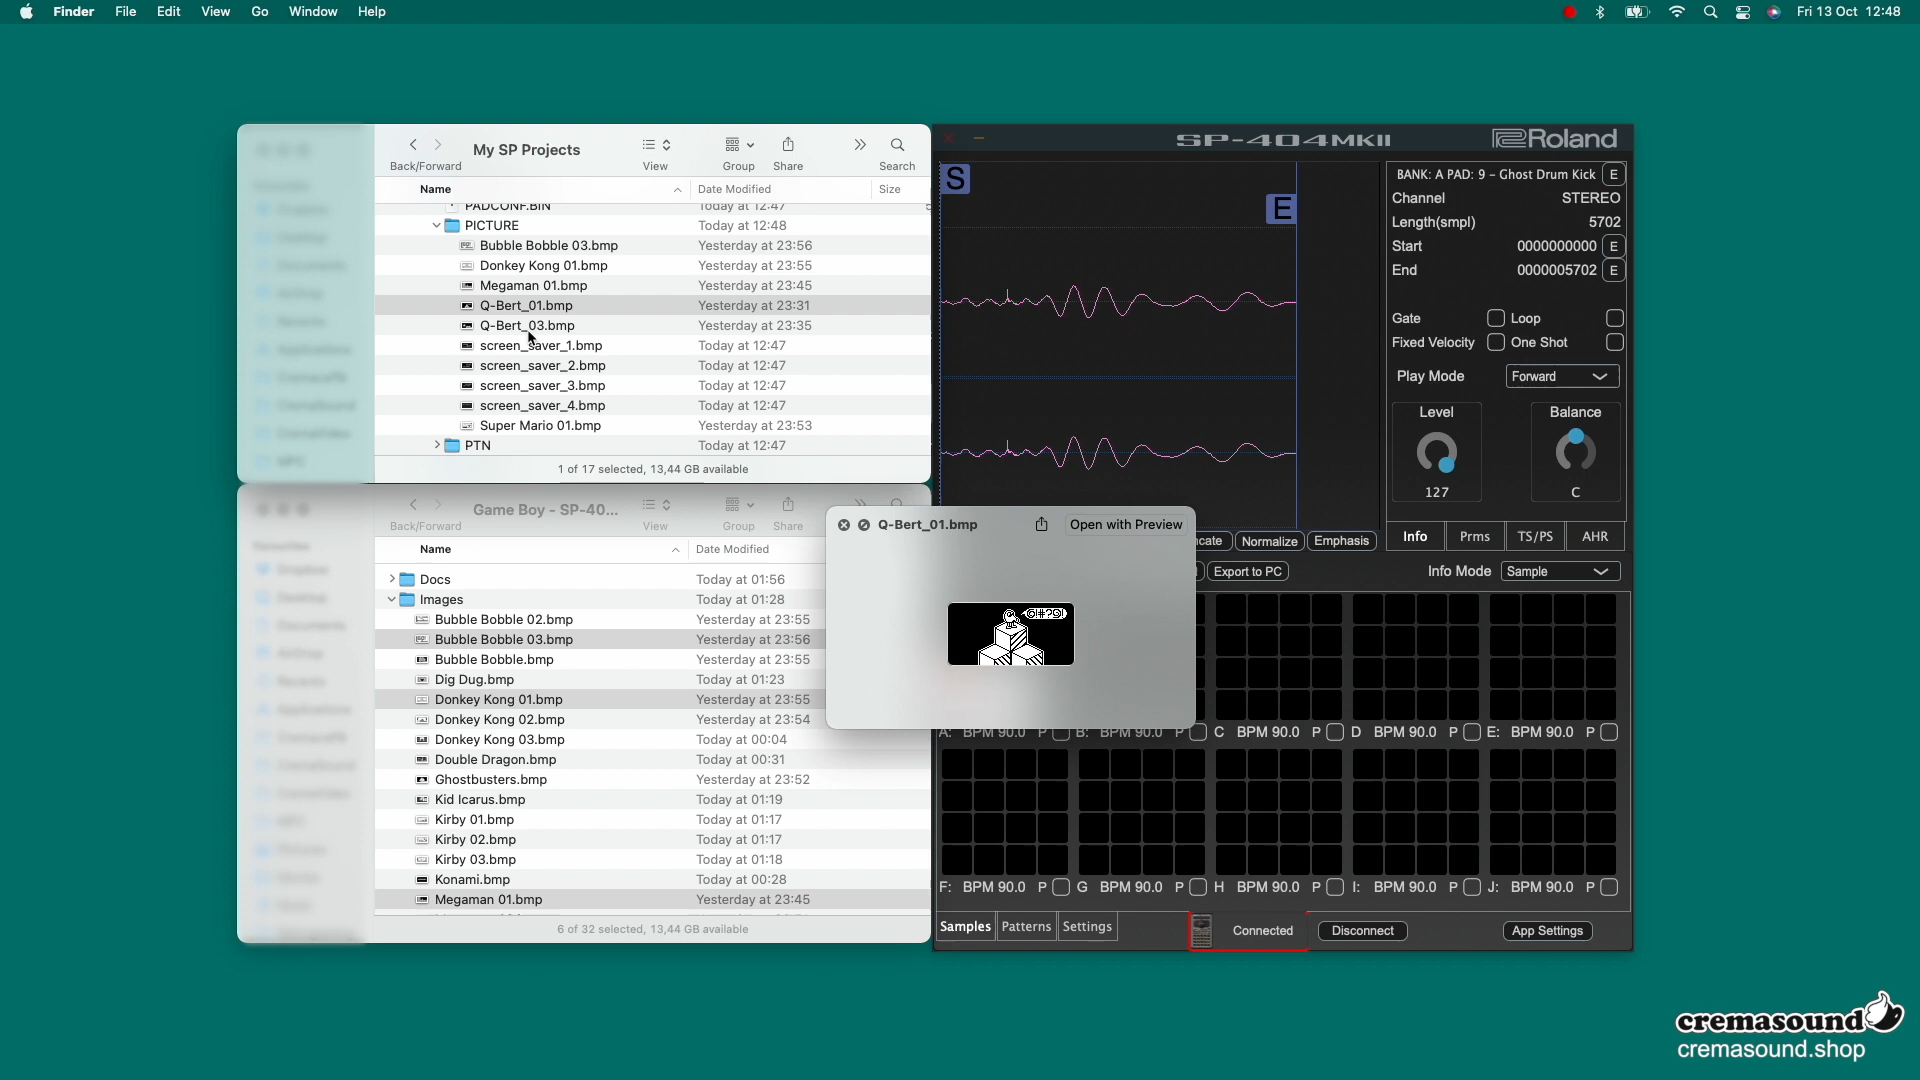 Finder File Edit View Go Window Help
Fri 13 Oct 12:48
My SP Projects
Back/Forward View Group Share Search
Name Date Modified Size
PADCONF.BIN Today at 12:47
PICTURE Today at 12:48
Bubble Bobble 03.bmp Yesterday at 23:56
Donkey Kong 01.bmp Yesterday at 23:55
Megaman 01.bmp Yesterday at 23:45
Q-Bert_01.bmp Yesterday at 23:31
Q-Bert_03.bmp Yesterday at 23:35
screen_saver_1.bmp Today at 12:47
screen_saver_2.bmp Today at 12:47
screen_saver_3.bmp Today at 12:47
screen_saver_4.bmp Today at 12:47
Super Mario 01.bmp Yesterday at 23:53
PTN Today at 12:47
1 of 17 selected, 13,44 GB available
Game Boy - SP-40...
Back/Forward View Group Share
Name Date Modified
Docs Today at 01:56
Images Today at 01:28
Bubble Bobble 02.bmp Yesterday at 23:55
Bubble Bobble 03.bmp Yesterday at 23:56
Bubble Bobble.bmp Yesterday at 23:55
Dig Dug.bmp Today at 01:23
Donkey Kong 01.bmp Yesterday at 23:55
Donkey Kong 02.bmp Yesterday at 23:54
Donkey Kong 03.bmp Today at 00:04
Double Dragon.bmp Today at 00:31
Ghostbusters.bmp Yesterday at 23:52
Kid Icarus.bmp Today at 01:19
Kirby 01.bmp Today at 01:17
Kirby 02.bmp Today at 01:17
Kirby 03.bmp Today at 01:18
Konami.bmp Today at 00:28
Megaman 01.bmp Yesterday at 23:45
6 of 32 selected, 13,44 GB available
Q-Bert_01.bmp Open with Preview
@!#?@!
SP-404MKII Roland
S
E
BANK: A PAD: 9 - Ghost Drum Kick E
Channel STEREO
Length(smpl) 5702
Start 0000000000 E
End 0000005702 E
Gate Loop
Fixed Velocity One Shot
Play Mode Forward
Level Balance
127 C
Info Prms TS/PS AHR
Normalize Emphasis
Export to PC
Info Mode Sample
A: BPM 90.0 P B: BPM 90.0 P C BPM 90.0 P D BPM 90.0 P E: BPM 90.0 P
F: BPM 90.0 P G BPM 90.0 P H BPM 90.0 P I: BPM 90.0 P J: BPM 90.0 P
Samples Patterns Settings Connected Disconnect App Settings
cremasound
cremasound.shop